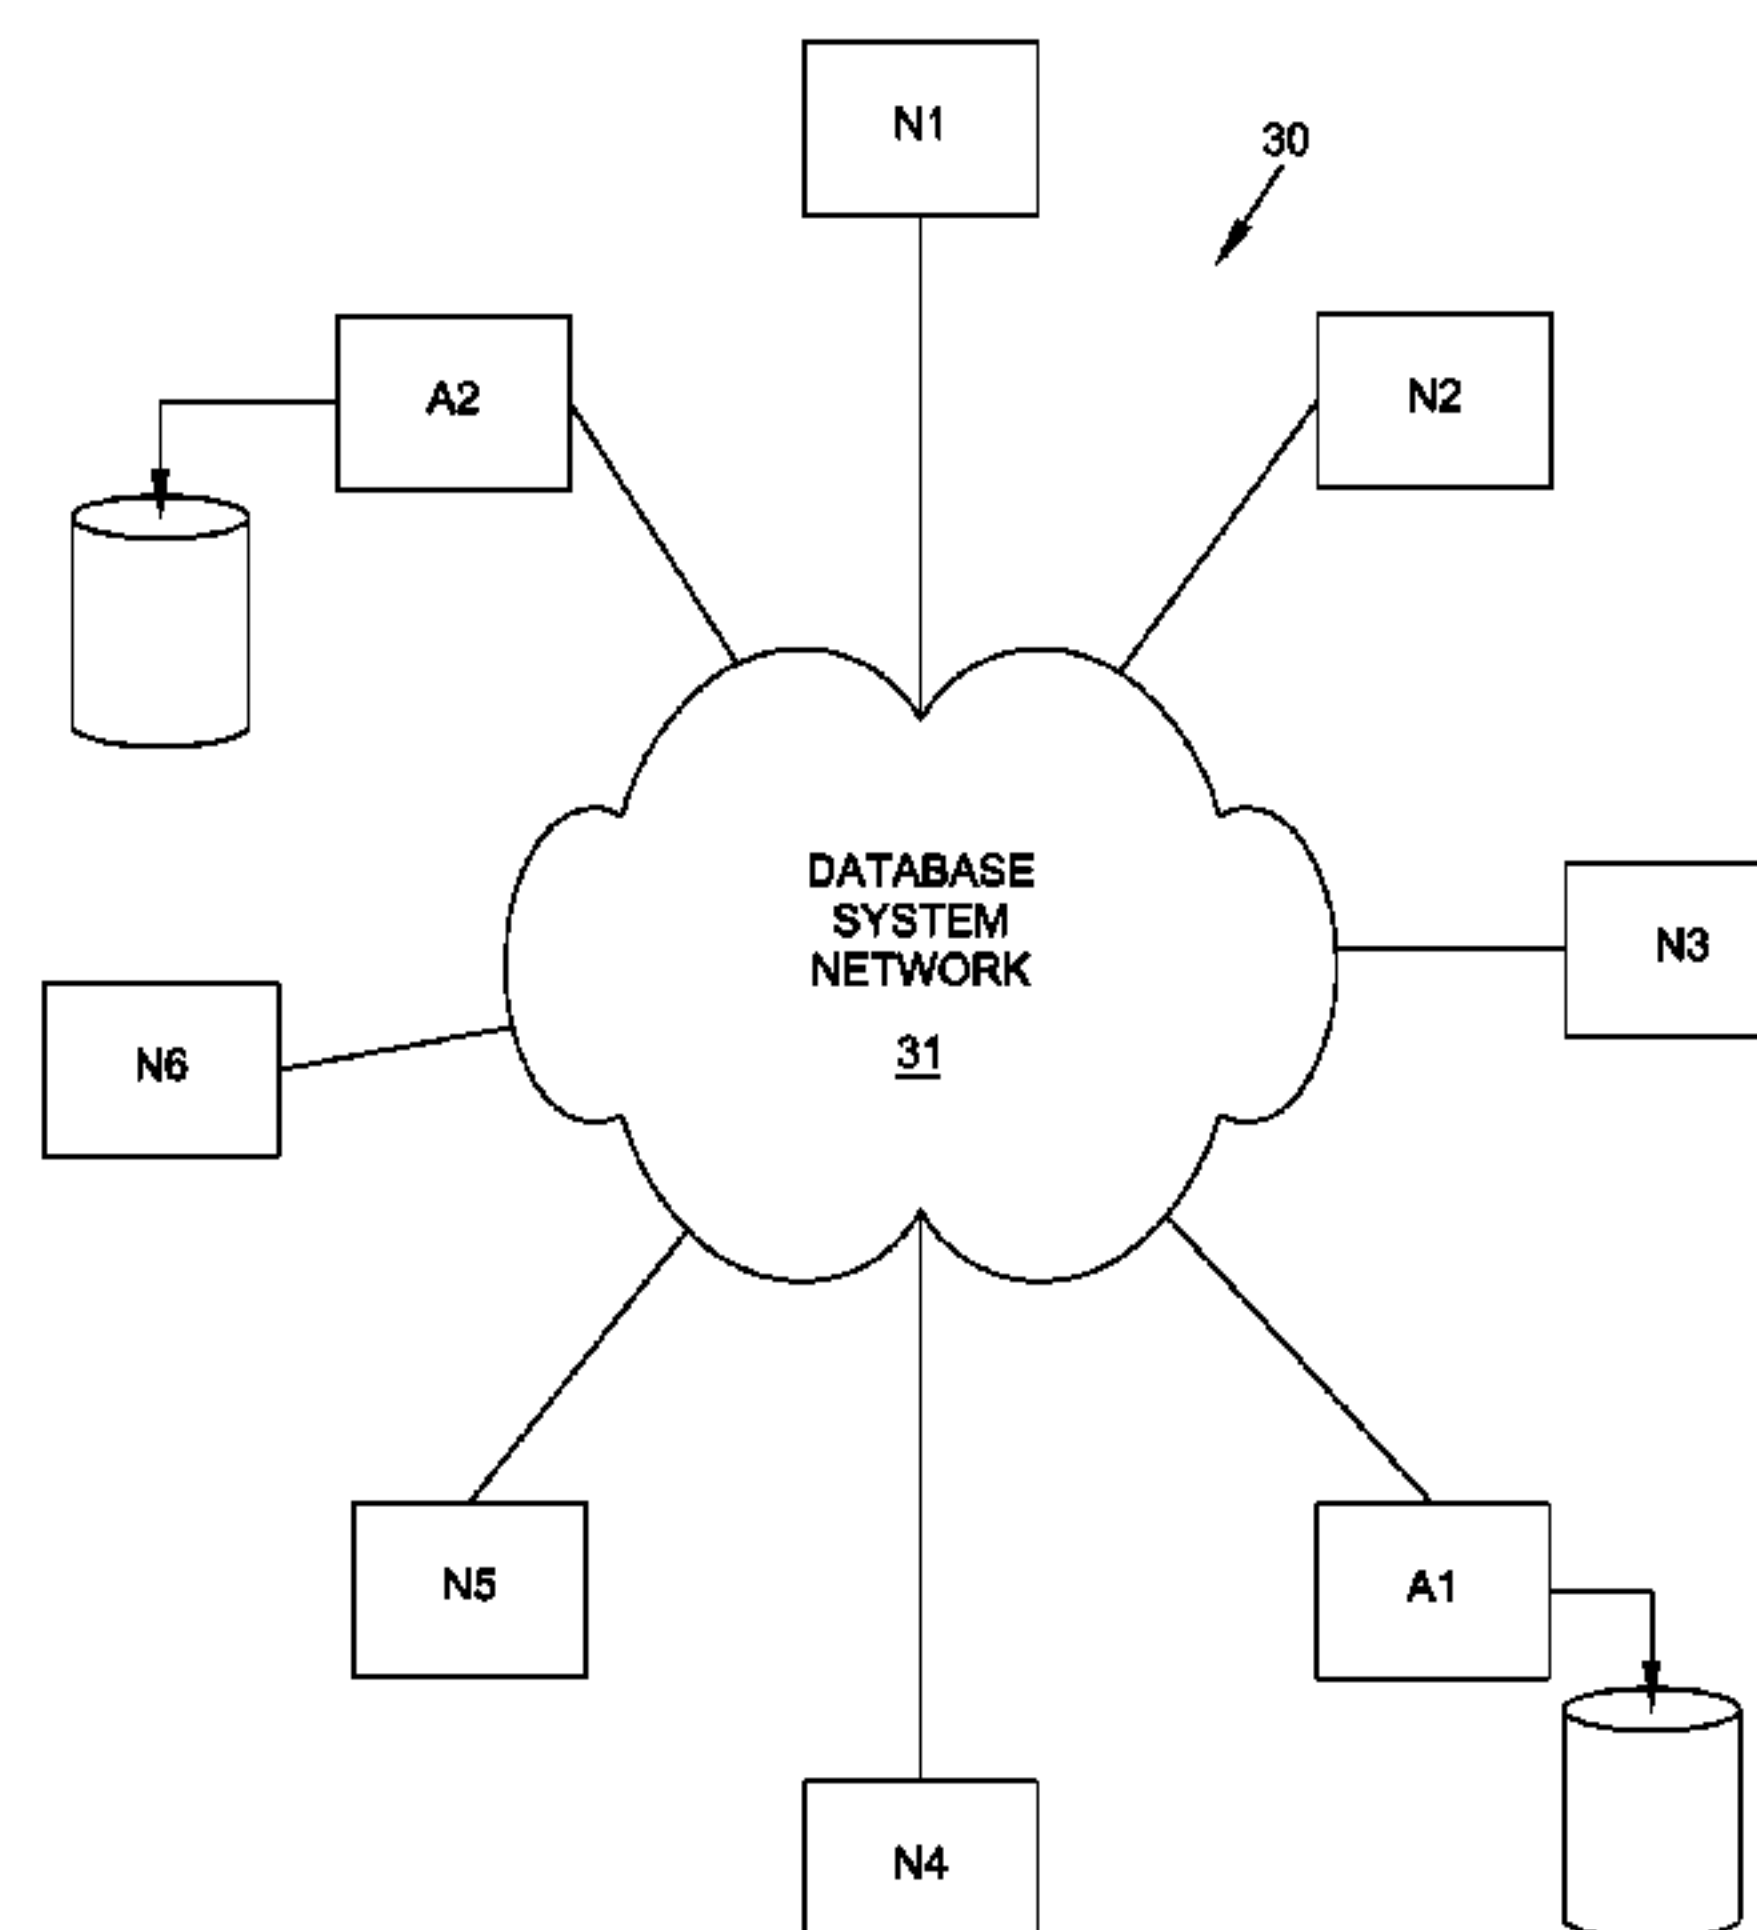 N1
30
A2
N2
DATABASE
SYSTEM
NETWORK
31
N3
N6
N5
A1
N4